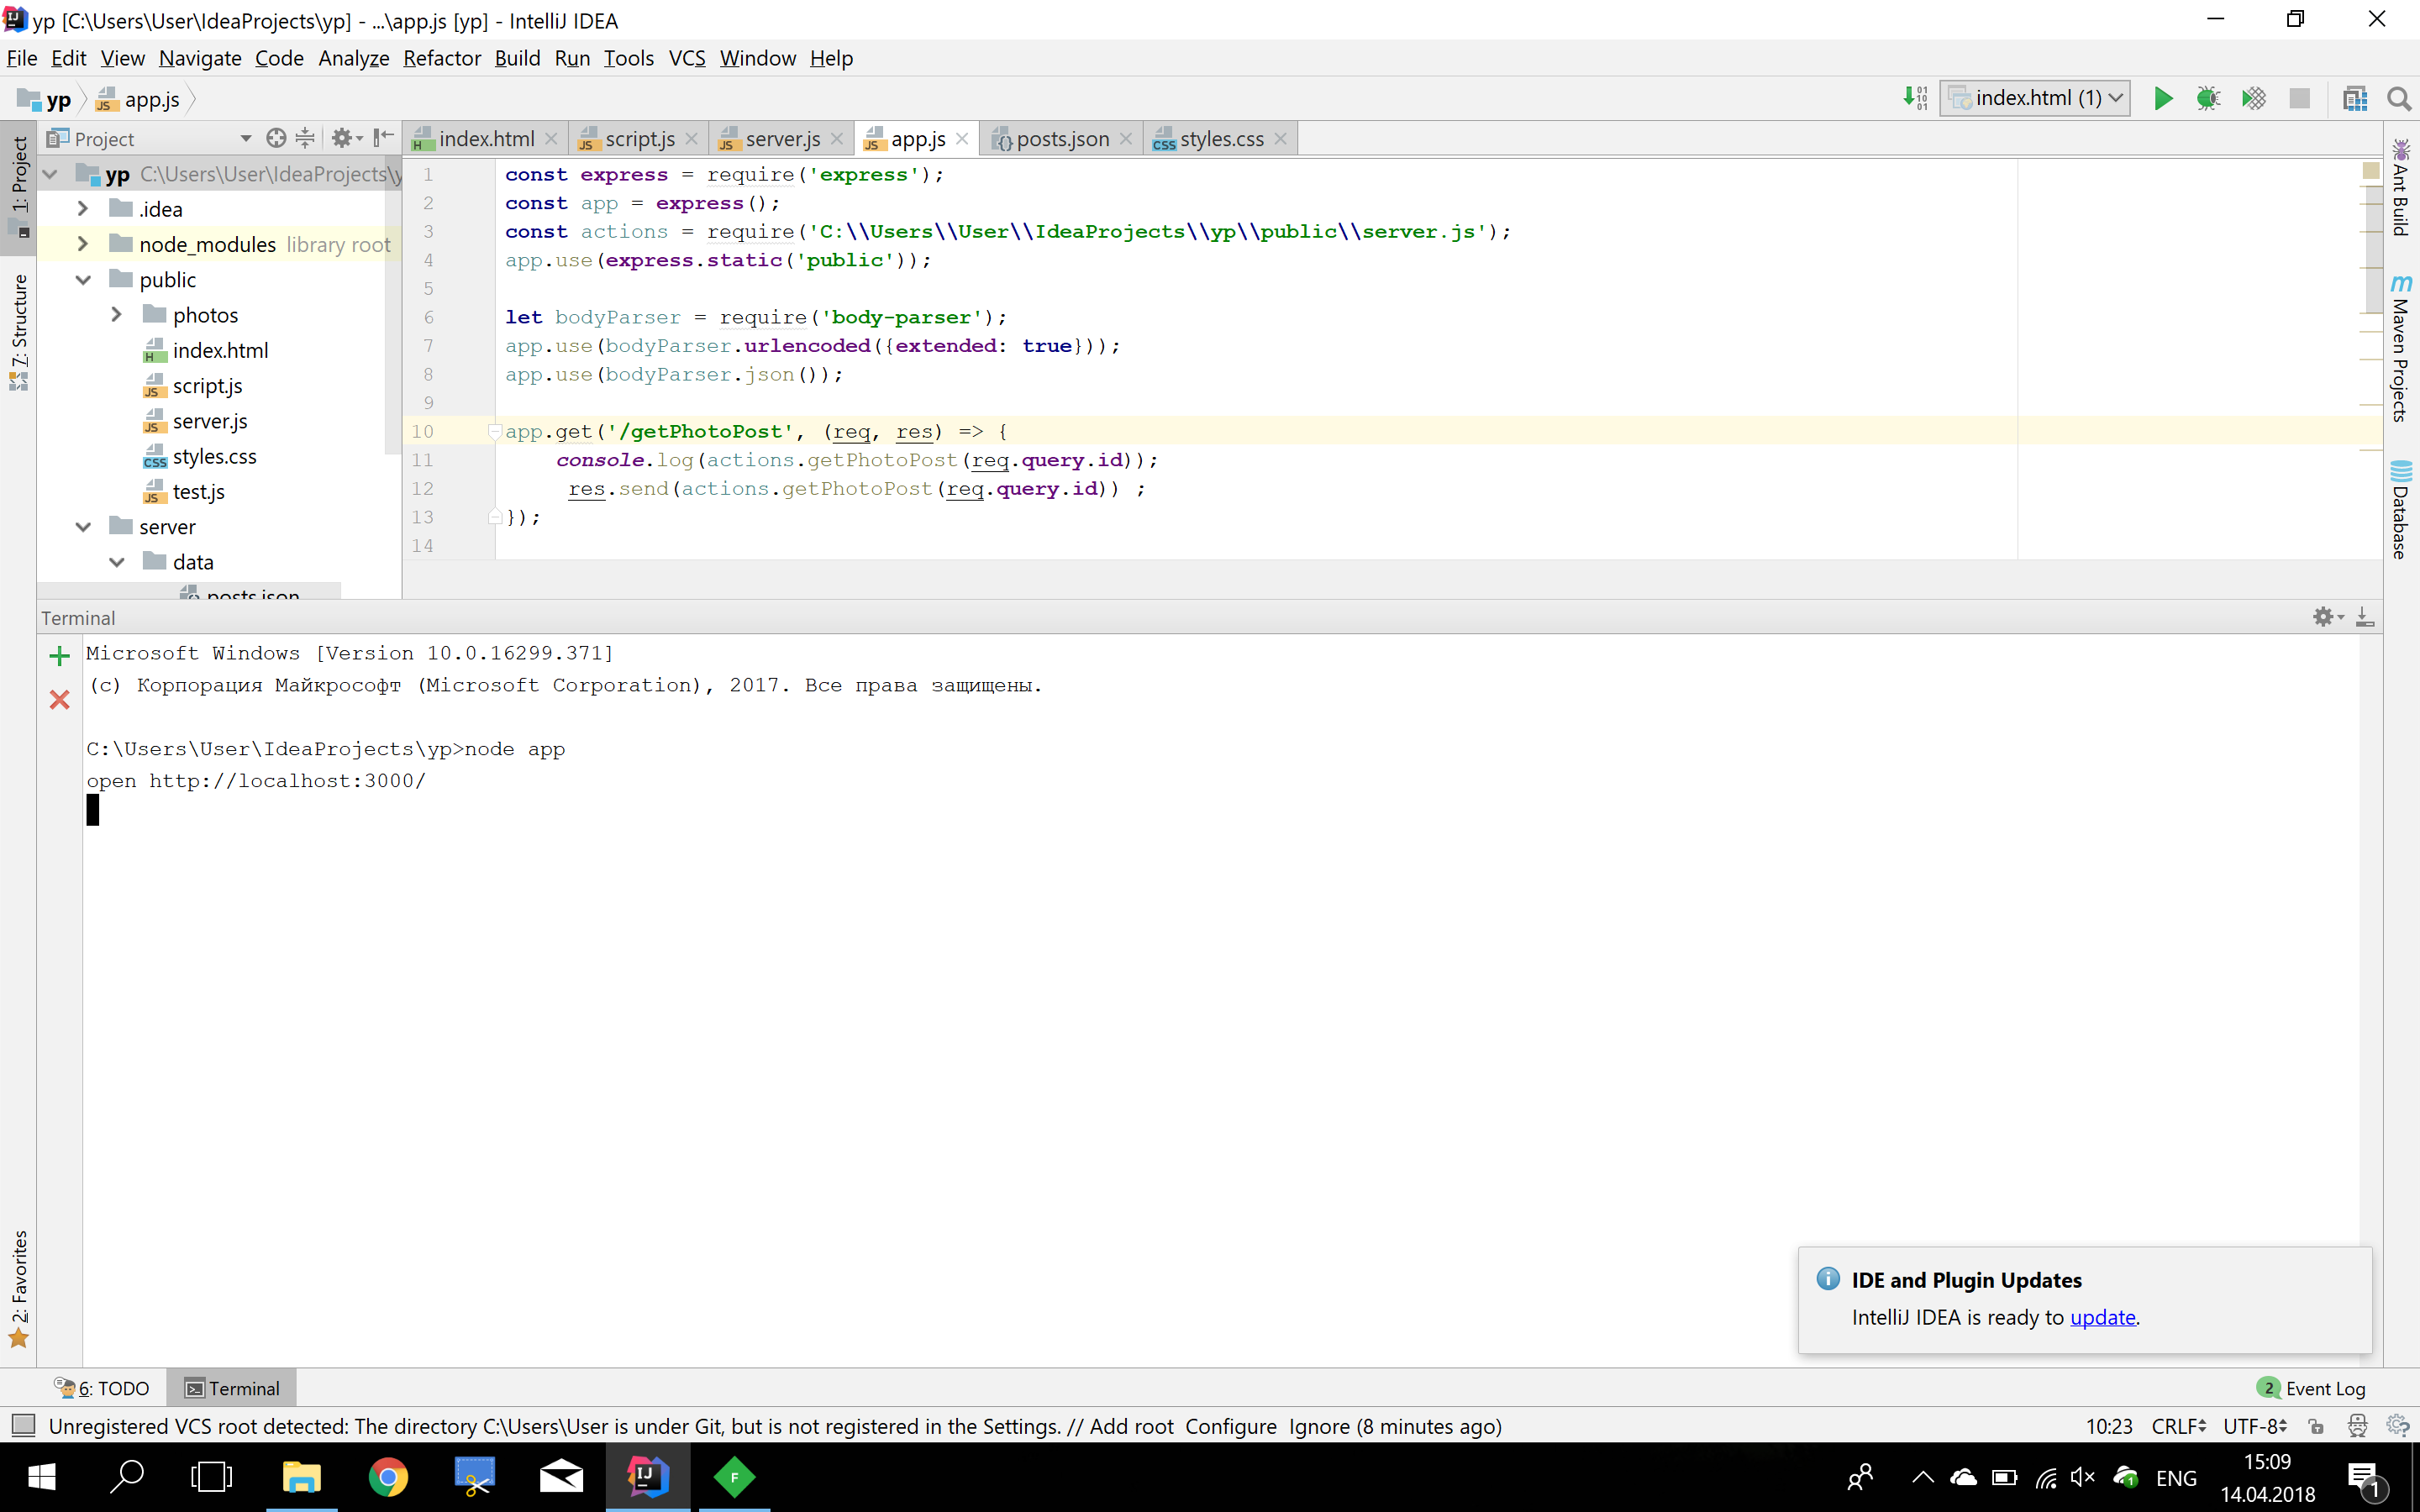 yp [C:\Users\User\IdeaProjects\yp] - ...\app.js [yp] - IntelliJ IDEA
File Edit View Navigate Code Analyze Refactor Build Run Tools VCS Window Help
yp app.js index.html (1)
1: Project
7: Structure
2: Favorites
Project
yp C:\Users\User\IdeaProjects\y
.idea
node_modules library root
public
photos
index.html
script.js
server.js
styles.css
test.js
server
data
posts.json
index.html script.js server.js app.js posts.json styles.css
1 const express = require('express');
2 const app = express();
3 const actions = require('C:\\Users\\User\\IdeaProjects\\yp\\public\\server.js');
4 app.use(express.static('public'));
5
6 let bodyParser = require('body-parser');
7 app.use(bodyParser.urlencoded({extended: true}));
8 app.use(bodyParser.json());
9
10 app.get('/getPhotoPost', (req, res) => {
11 console.log(actions.getPhotoPost(req.query.id));
12 res.send(actions.getPhotoPost(req.query.id)) ;
13 });
14
Ant Build
Maven Projects
Database
Terminal
Microsoft Windows [Version 10.0.16299.371]
(c) Корпорация Майкрософт (Microsoft Corporation), 2017. Все права защищены.
C:\Users\User\IdeaProjects\yp>node app
open http://localhost:3000/
IDE and Plugin Updates
IntelliJ IDEA is ready to update.
6: TODO Terminal 2 Event Log
Unregistered VCS root detected: The directory C:\Users\User is under Git, but is not registered in the Settings. // Add root Configure Ignore (8 minutes ago) 10:23 CRLF UTF-8
ENG
15:09
14.04.2018
1